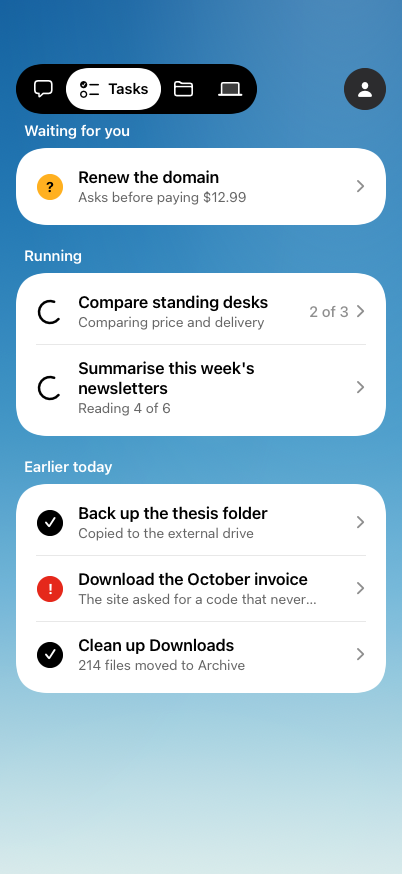 Tasks
Waiting for you
?
Renew the domain
Asks before paying $12.99
Running
Compare standing desks
Comparing price and delivery
2 of 3
Summarise this week's
newsletters
Reading 4 of 6
Earlier today
Back up the thesis folder
Copied to the external drive
!
Download the October invoice
The site asked for a code that never...
Clean up Downloads
214 files moved to Archive